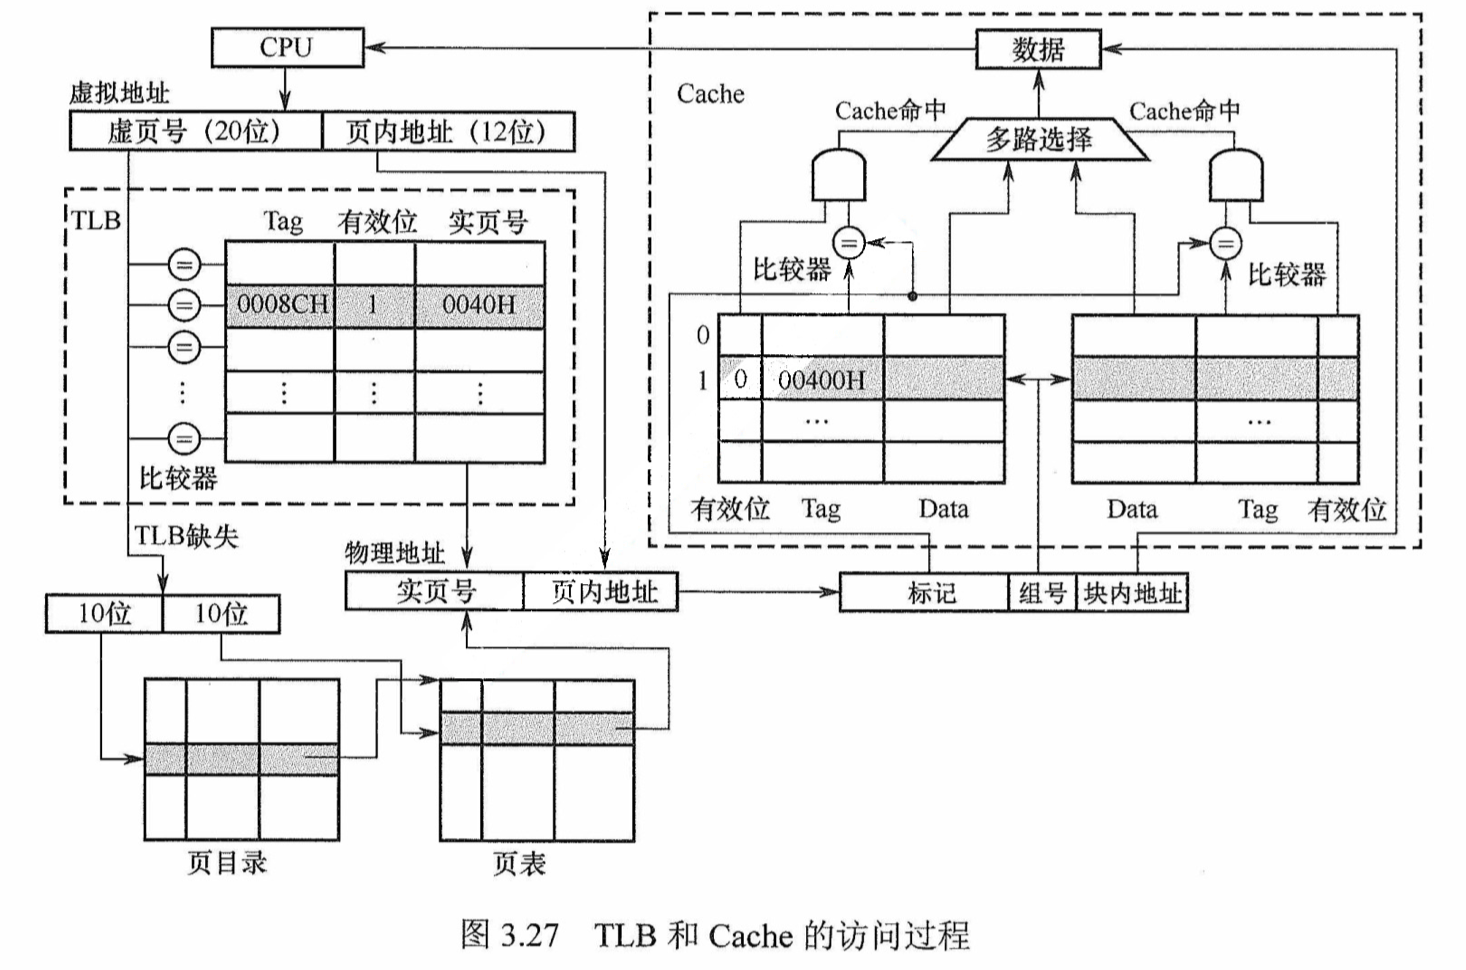 CPU
数据
Cache
虚拟地址
虚页号（20位）
页内地址（12位）
Cache命中
Cache命中
多路选择
TLB
Tag
有效位
实页号
=
=
=
=
0008CH
1
0040H
⋮
⋮
⋮
⋮
比较器
=
=
比较器
比较器
0
1
0
00400H
…
…
有效位
Tag
Data
Data
Tag
有效位
TLB缺失
物理地址
实页号
页内地址
标记
组号
块内地址
10位
10位
页目录
页表
图 3.27 TLB 和 Cache 的访问过程